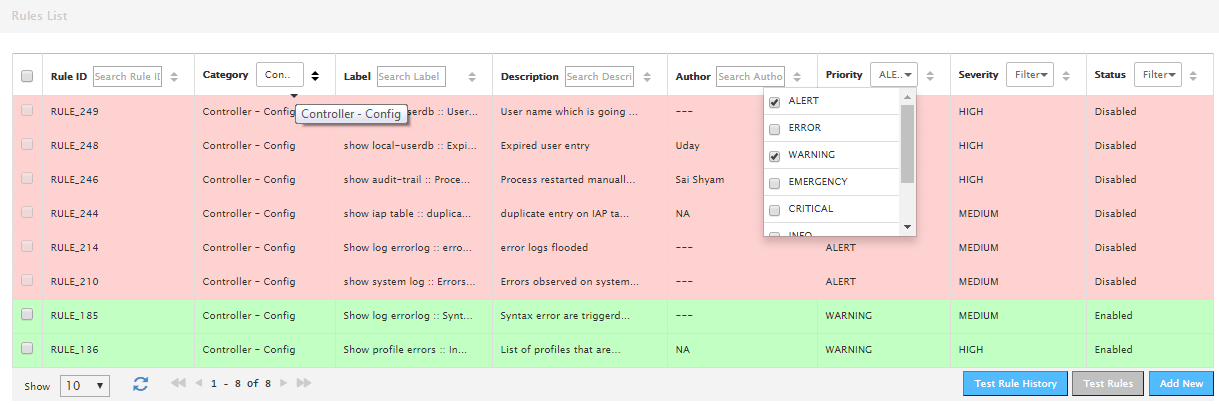 Rules List
Rule ID Search Rule ID Category Con.. Label Search Label Description Search Descri Author Search Autho Priority ALE.. Severity Filter Status Filter
RULE_249 Controller - Config userdb :: User... User name which is going ... --- HIGH Disabled
Controller - Config
ALERT
RULE_248 Controller - Config show local-userdb :: Expi... Expired user entry Uday HIGH Disabled
ERROR
WARNING
RULE_246 Controller - Config show audit-trail :: Proce... Process restarted manuall... Sai Shyam HIGH Disabled
EMERGENCY
RULE_244 Controller - Config show iap table :: duplica... duplicate entry on IAP ta... NA MEDIUM Disabled
CRITICAL
INFO
RULE_214 Controller - Config Show log errorlog :: erro... error logs flooded --- ALERT MEDIUM Disabled
RULE_210 Controller - Config show system log :: Errors... Errors observed on system... --- ALERT MEDIUM Disabled
RULE_185 Controller - Config Show log errorlog :: Synt... Syntax error are triggerd... --- WARNING MEDIUM Enabled
RULE_136 Controller - Config Show profile errors :: In... List of profiles that are... NA WARNING HIGH Enabled
Show 10 1 - 8 of 8 Test Rule History Test Rules Add New